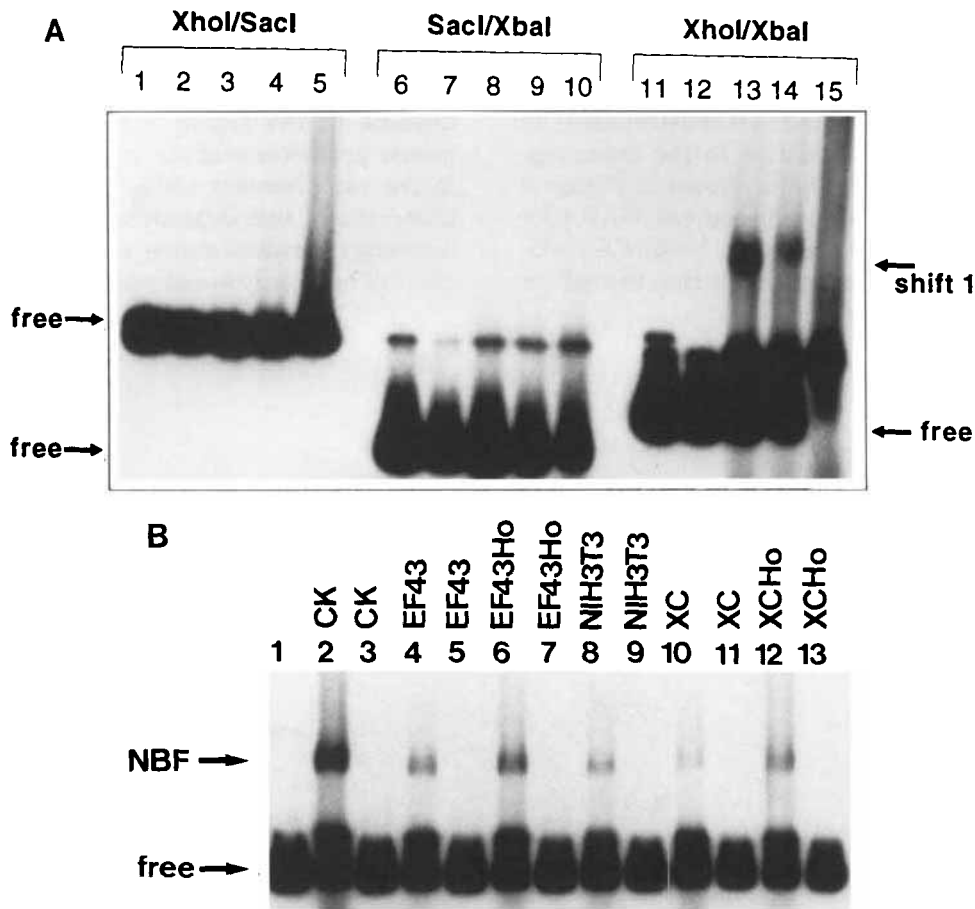 A
XhoI/SacI SacI/XbaI XhoI/XbaI
1 2 3 4 5 6 7 8 9 10 11 12 13 14 15
shift 1
free
free
free
B
CK CK EF43 EF43 EF43Ho EF43Ho NIH3T3 NIH3T3 XC XC XCHo XCHo
1 2 3 4 5 6 7 8 9 10 11 12 13
NBF
free